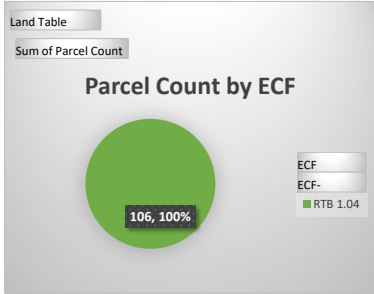 Land Table
Sum of Parcel Count
Parcel Count by ECF
106, 100%
ECF
ECF-
RTB 1.04